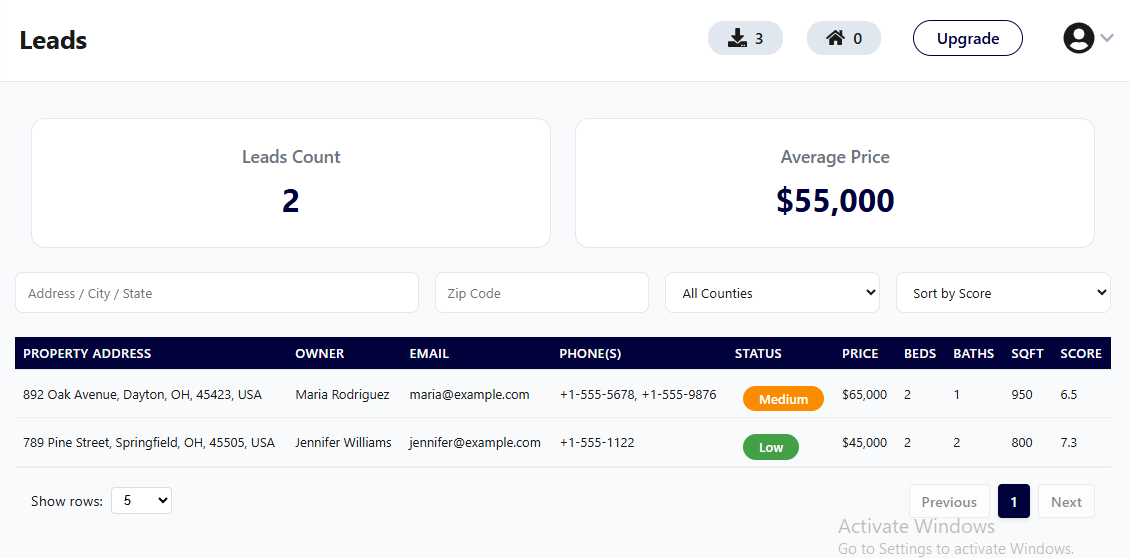 Leads
3
0
Upgrade
Leads Count
2
Average Price
$55,000
Address / City / State
Zip Code
All Counties
Sort by Score
PROPERTY ADDRESS OWNER EMAIL PHONE(S) STATUS PRICE BEDS BATHS SQFT SCORE
892 Oak Avenue, Dayton, OH, 45423, USA Maria Rodriguez maria@example.com +1-555-5678, +1-555-9876 Medium $65,000 2 1 950 6.5
789 Pine Street, Springfield, OH, 45505, USA Jennifer Williams jennifer@example.com +1-555-1122 Low $45,000 2 2 800 7.3
Show rows: 5
Previous 1 Next
Activate Windows
Go to Settings to activate Windows.